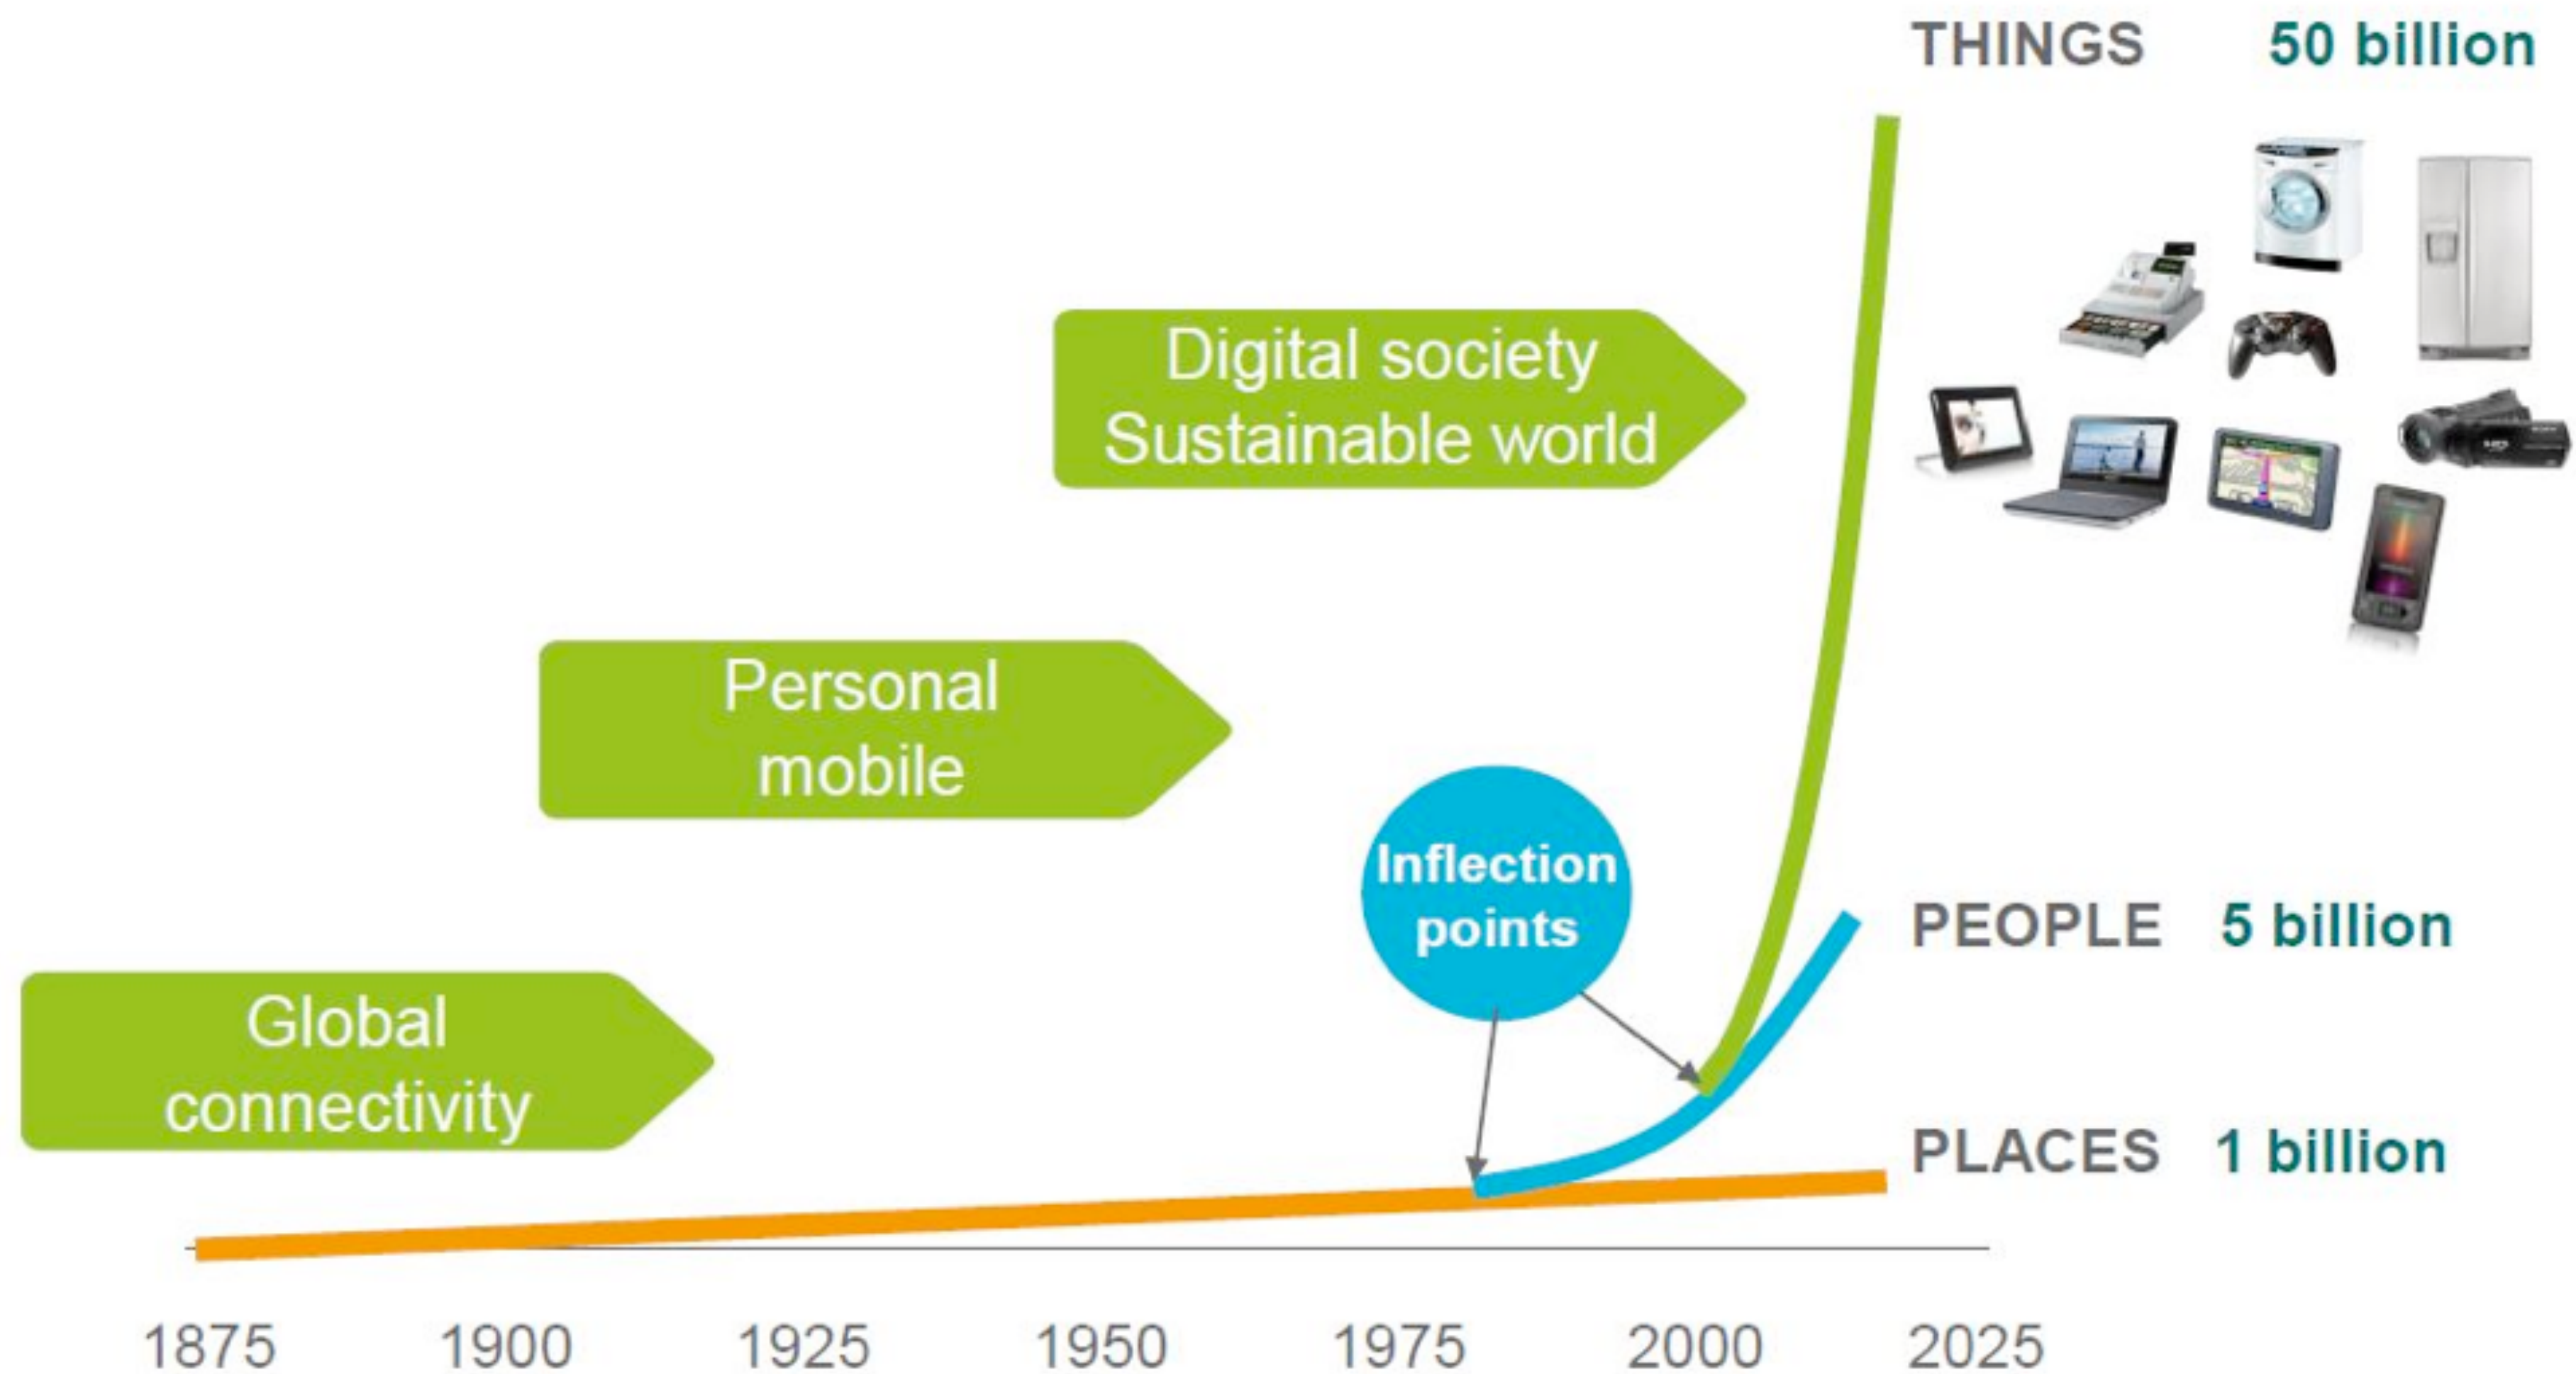 THINGS 50 billion
Digital society
Sustainable world
Personal
mobile
Inflection
points
PEOPLE 5 billion
Global
connectivity
PLACES 1 billion
1875 1900 1925 1950 1975 2000 2025